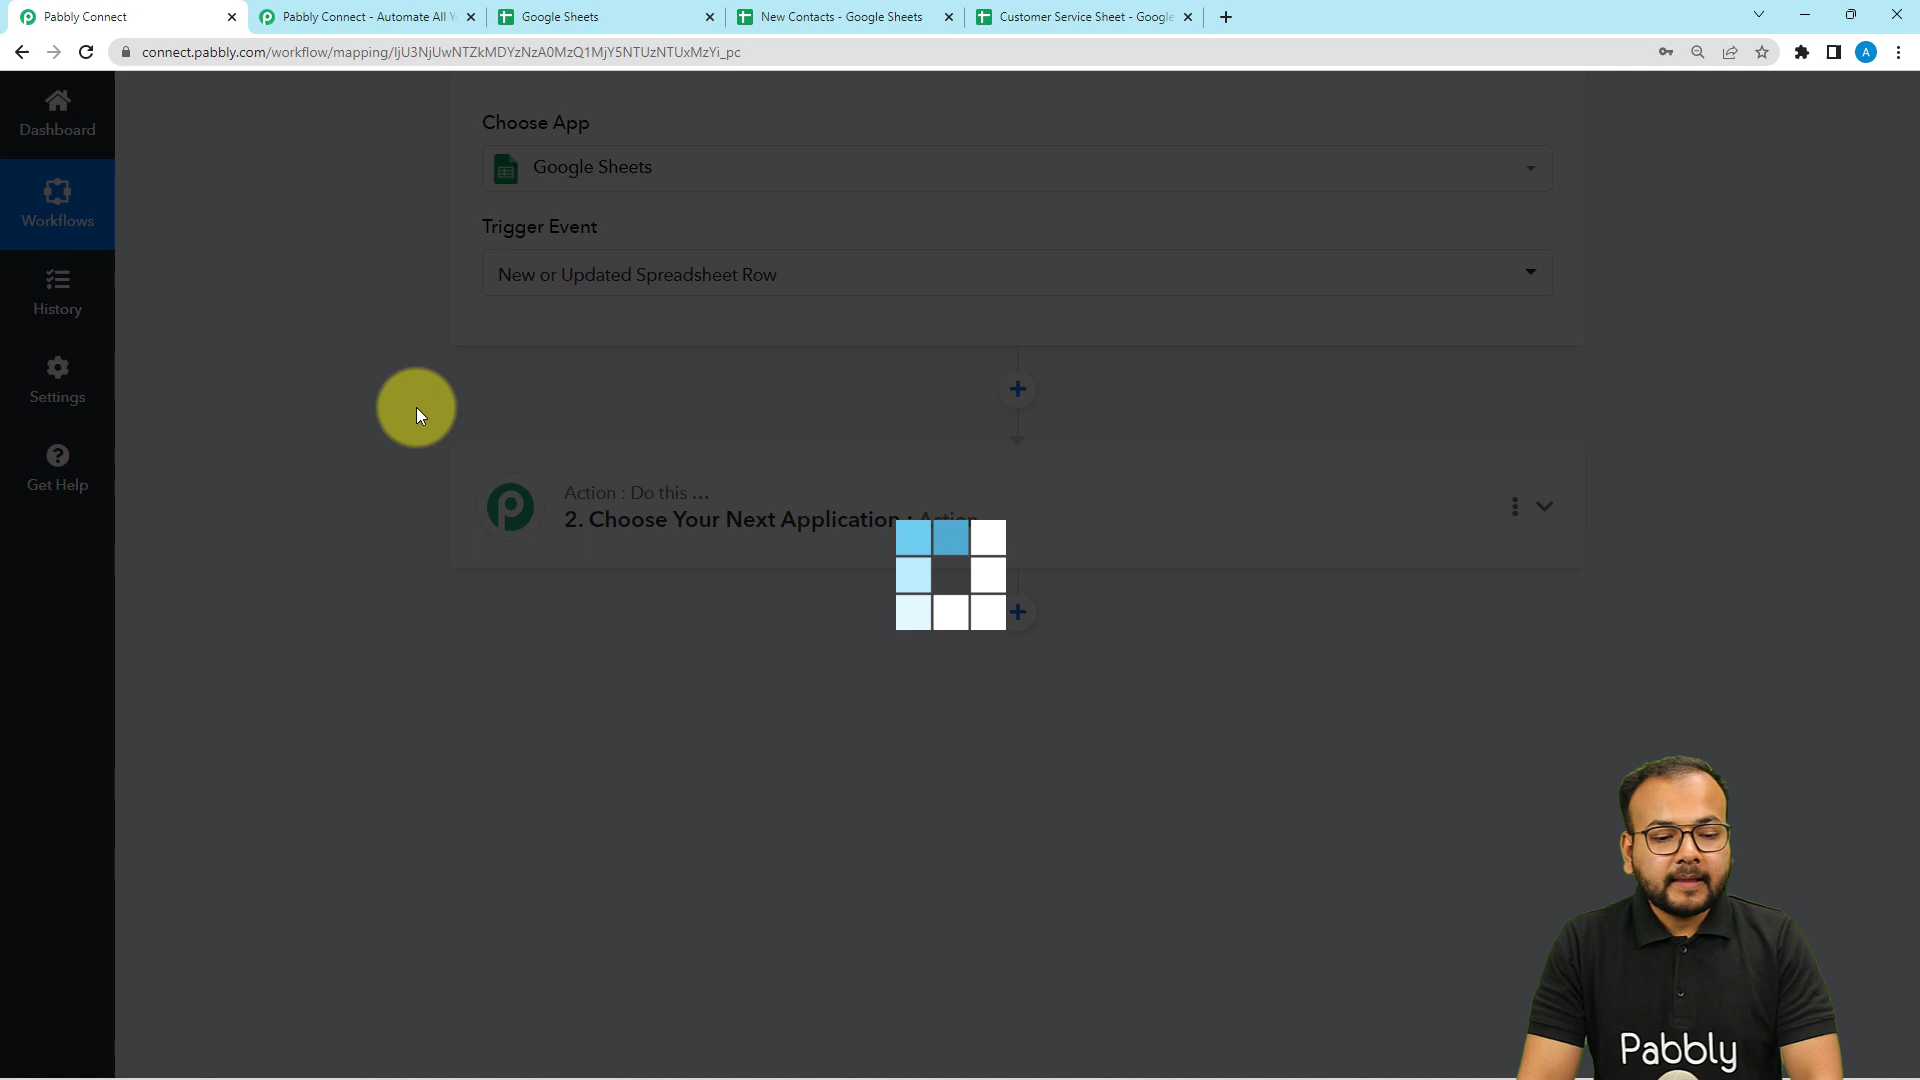 Pabbly Connect
Pabbly Connect - Automate All Y
Google Sheets
New Contacts - Google Sheets
Customer Service Sheet - Google
connect.pabbly.com/workflow/mapping/IjU3NjUwNTZkMDYzNzA0MzQ1MjY5NTUzNTUxMzYi_pc
A
Dashboard
Workflows
History
Settings
Get Help
Choose App
Google Sheets
Trigger Event
New or Updated Spreadsheet Row
Action : Do this ...
2. Choose Your Next Application : Action
Pabbly